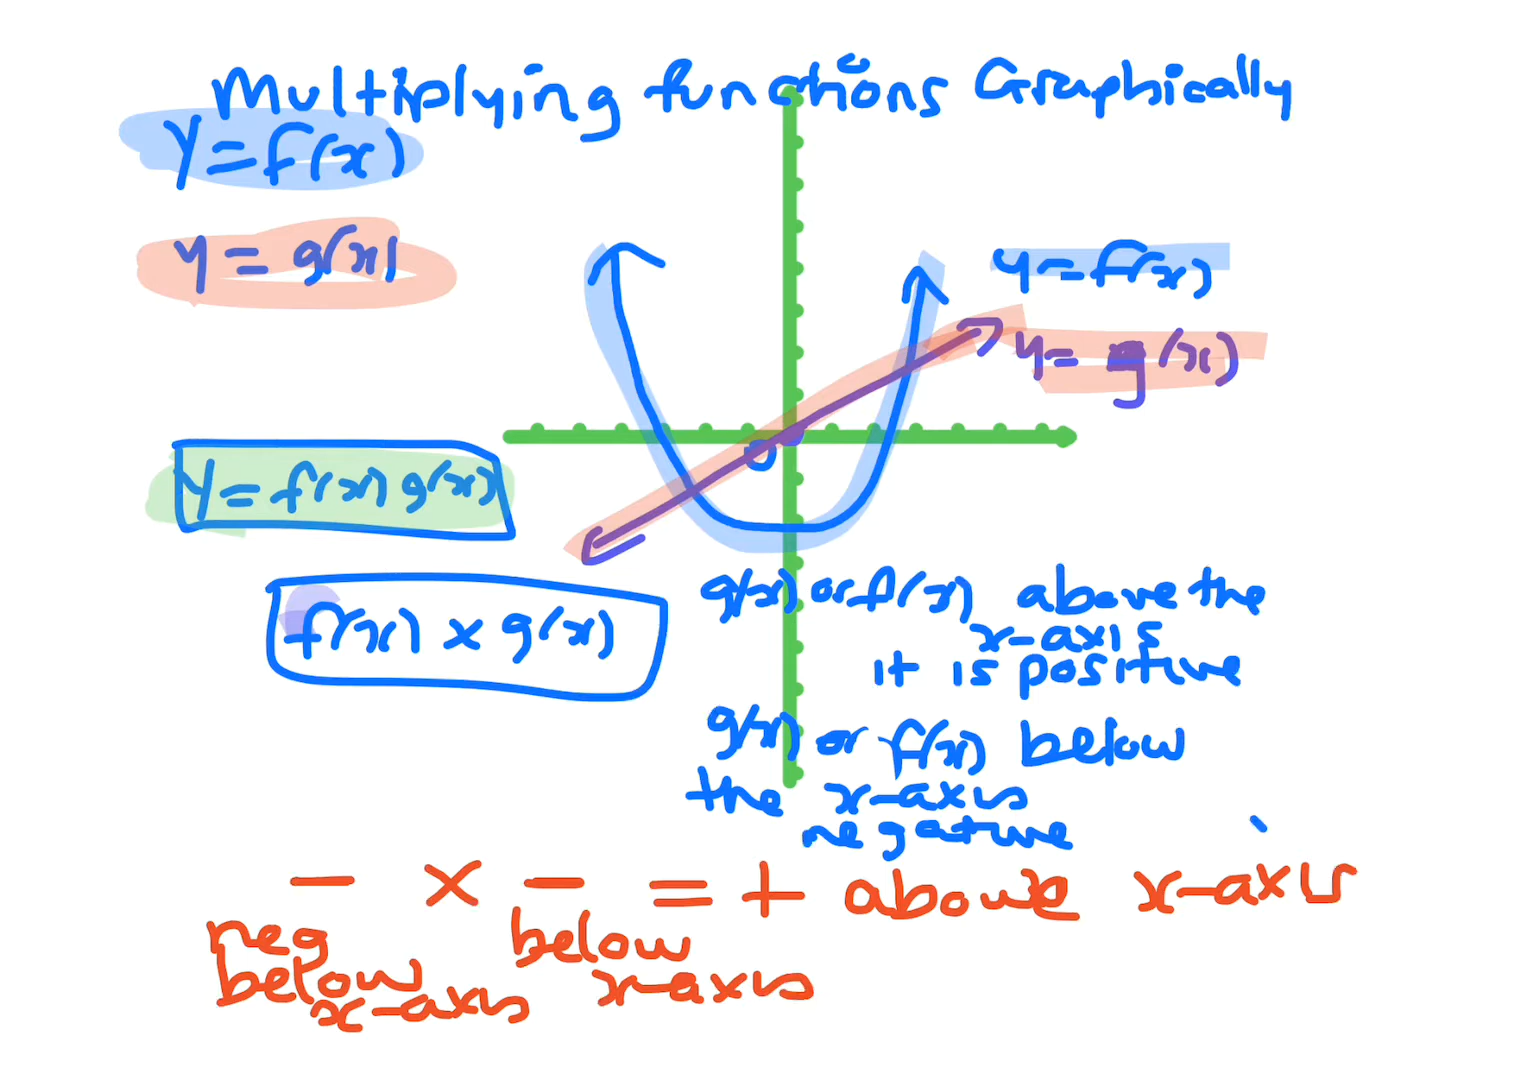 Multiplying functions Graphically
y=f(x)
y = g(x)
y=f(x)
y= g(x)
O
y= f(x) g(x)
f(x) x g(x)
g(x) or f(x) above the
x-axis
it is positive
g(x) or f(x) below
the x-axis
negative
− × − = + above x-axis
neg below
below x-axis
x-axis